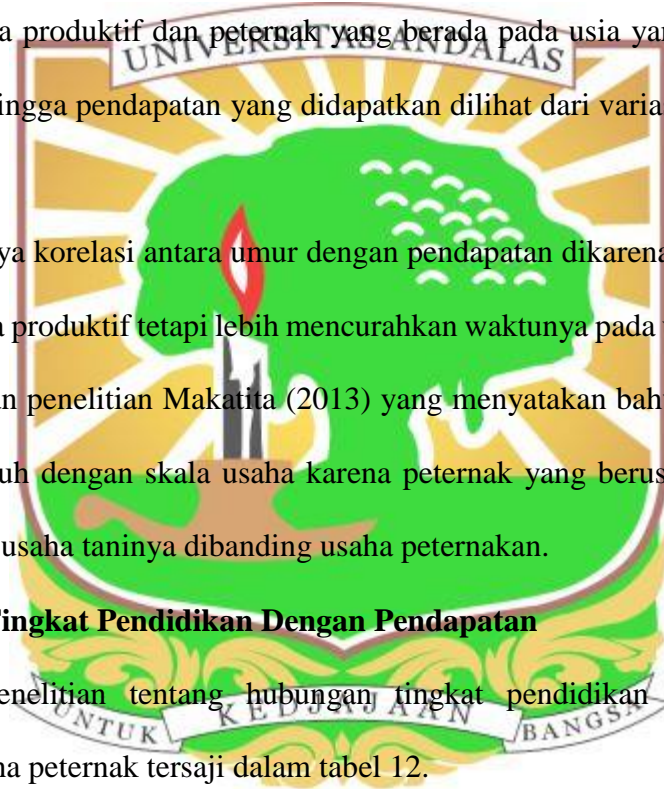 a produktif dan peternak yang berada pada usia yan
UNIVERSITAS ANDALAS
ingga pendapatan yang didapatkan dilihat dari varia
ya korelasi antara umur dengan pendapatan dikarena
a produktif tetapi lebih mencurahkan waktunya pada
an penelitian Makatita (2013) yang menyatakan bah
uh dengan skala usaha karena peternak yang berus
usaha taninya dibanding usaha peternakan.
Tingkat Pendidikan Dengan Pendapatan
enelitian tentang hubungan tingkat pendidikan
UNTUK KEDJAJAAN BANGSA
na peternak tersaji dalam tabel 12.